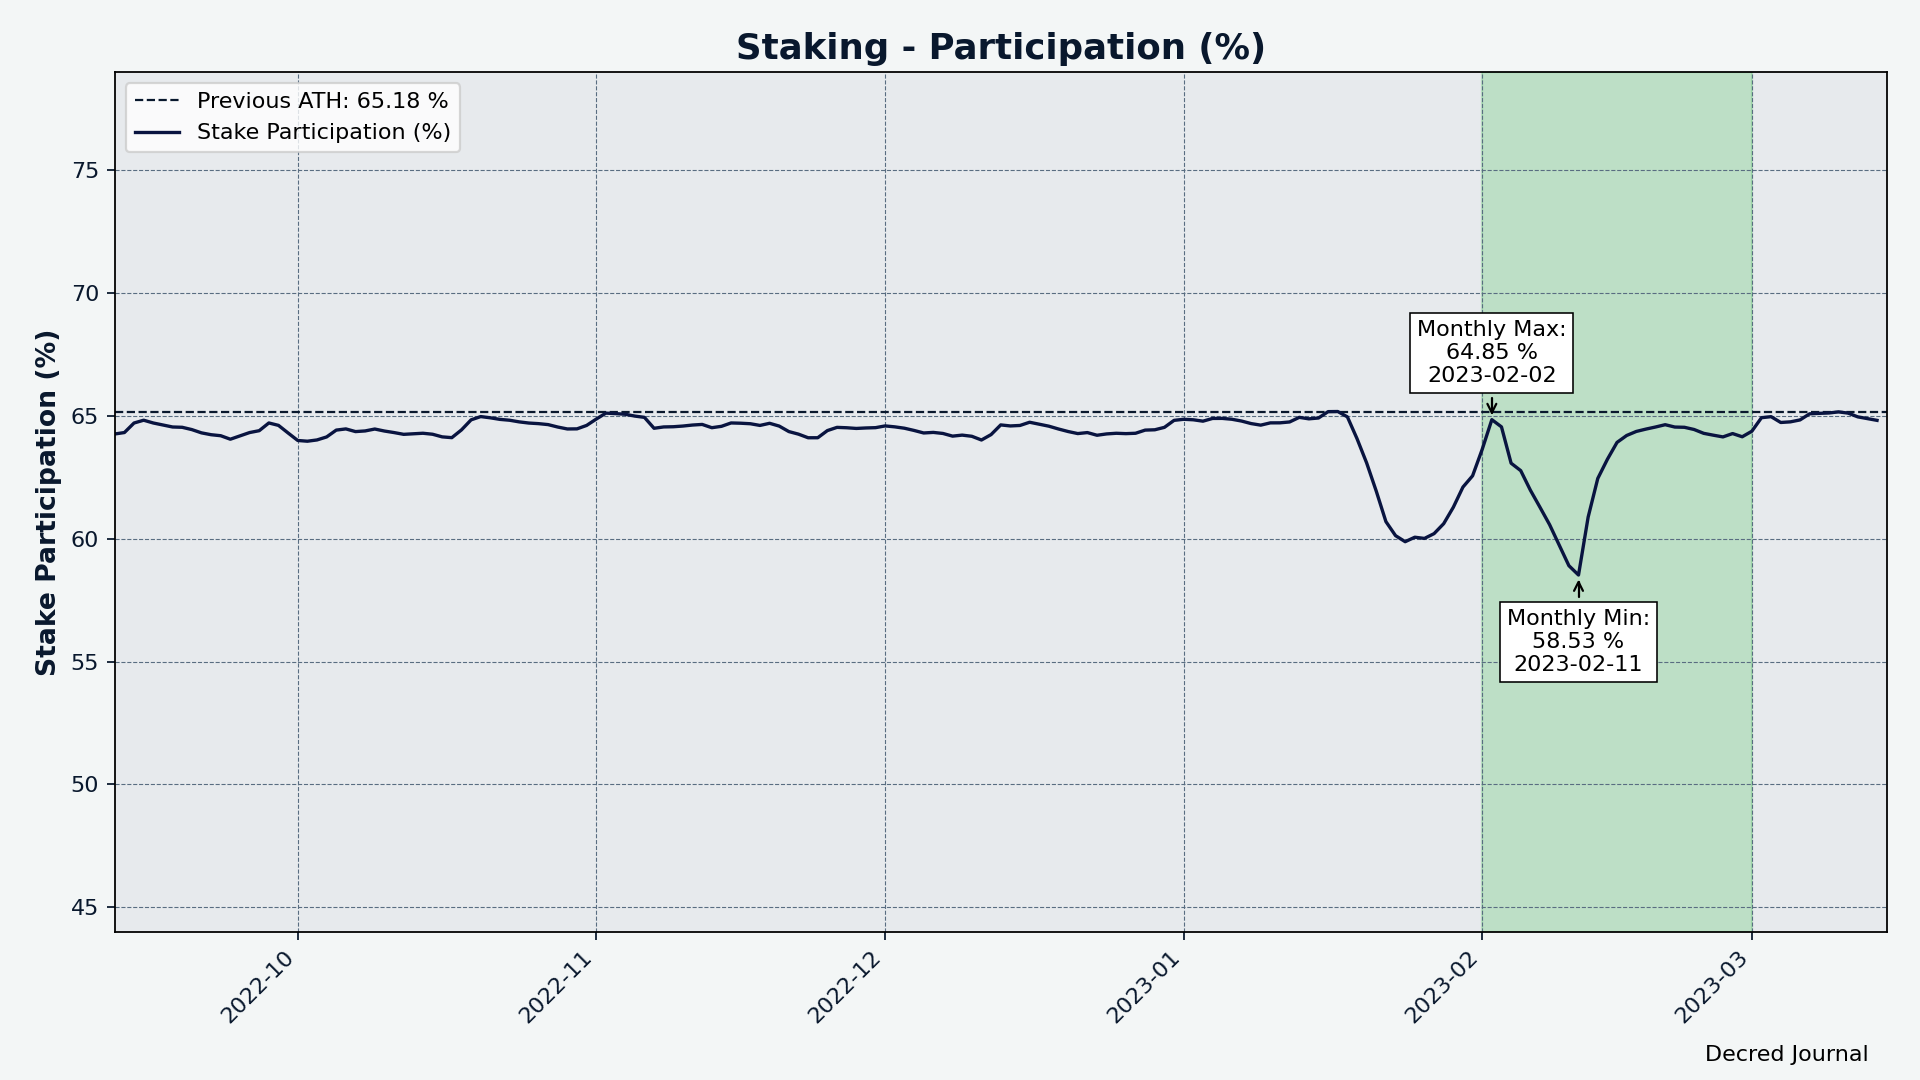 Staking - Participation (%)
Previous ATH: 65.18 %
Stake Participation (%)
Stake Participation (%)
75
70
65
60
55
50
45
Monthly Max:
64.85 %
2023-02-02
Monthly Min:
58.53 %
2023-02-11
2022-10
2022-11
2022-12
2023-01
2023-02
2023-03
Decred Journal